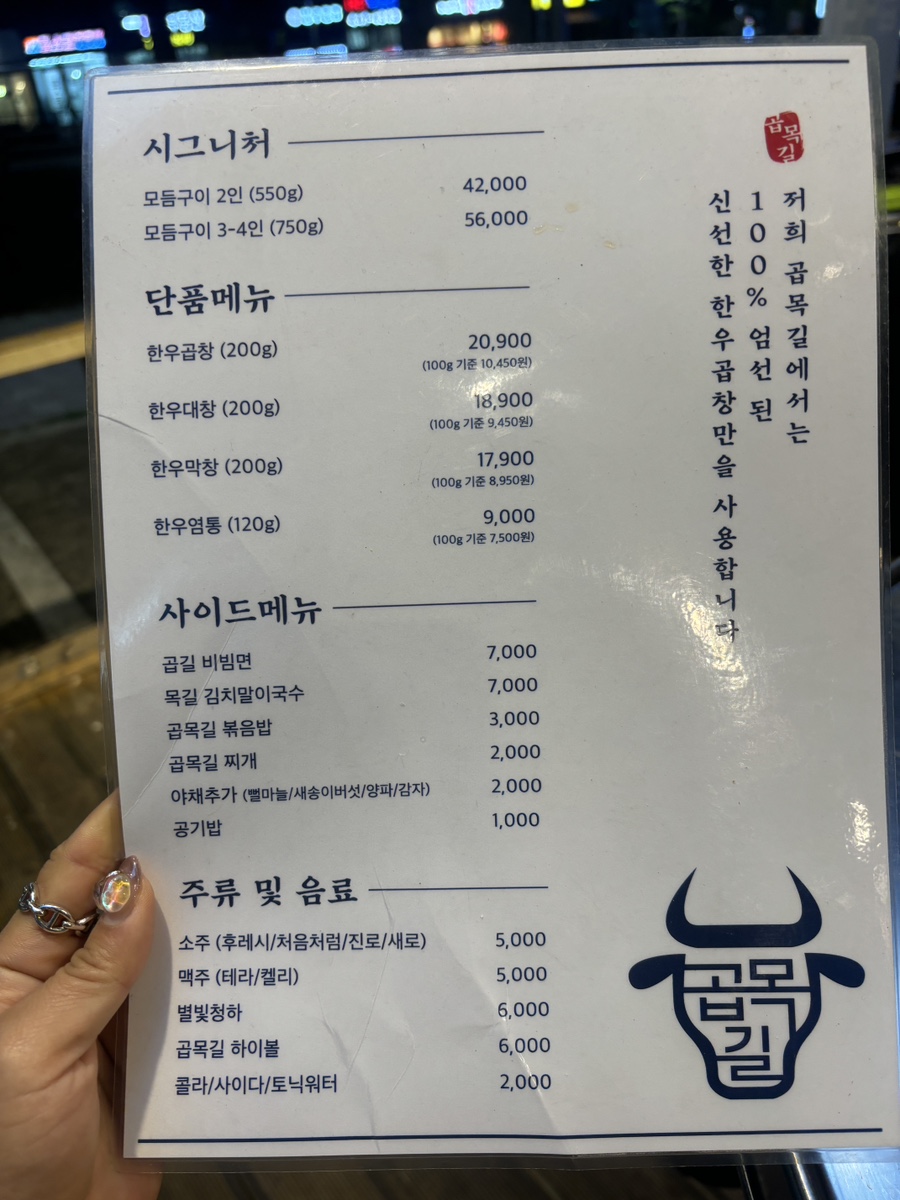 시그니처
모듬구이 2인 (550g) 42,000
모듬구이 3-4인 (750g) 56,000
단품메뉴
한우곱창 (200g) 20,900
(100g 기준 10,450원)
한우대창 (200g) 18,900
(100g 기준 9,450원)
한우막창 (200g) 17,900
(100g 기준 8,950원)
한우염통 (120g) 9,000
(100g 기준 7,500원)
사이드메뉴
곱길 비빔면 7,000
목길 김치말이국수 7,000
곱목길 볶음밥 3,000
곱목길 찌개 2,000
야채추가 (뻘마늘/새송이버섯/양파/감자) 2,000
공기밥 1,000
주류 및 음료
소주 (후레시/처음처럼/진로/새로) 5,000
맥주 (테라/켈리) 5,000
별빛청하 6,000
곱목길 하이볼 6,000
콜라/사이다/토닉워터 2,000
곱목
길
저희 곱목길에서는
100% 엄선 된
신선한 한우곱창만을 사용합니다
곱목
길